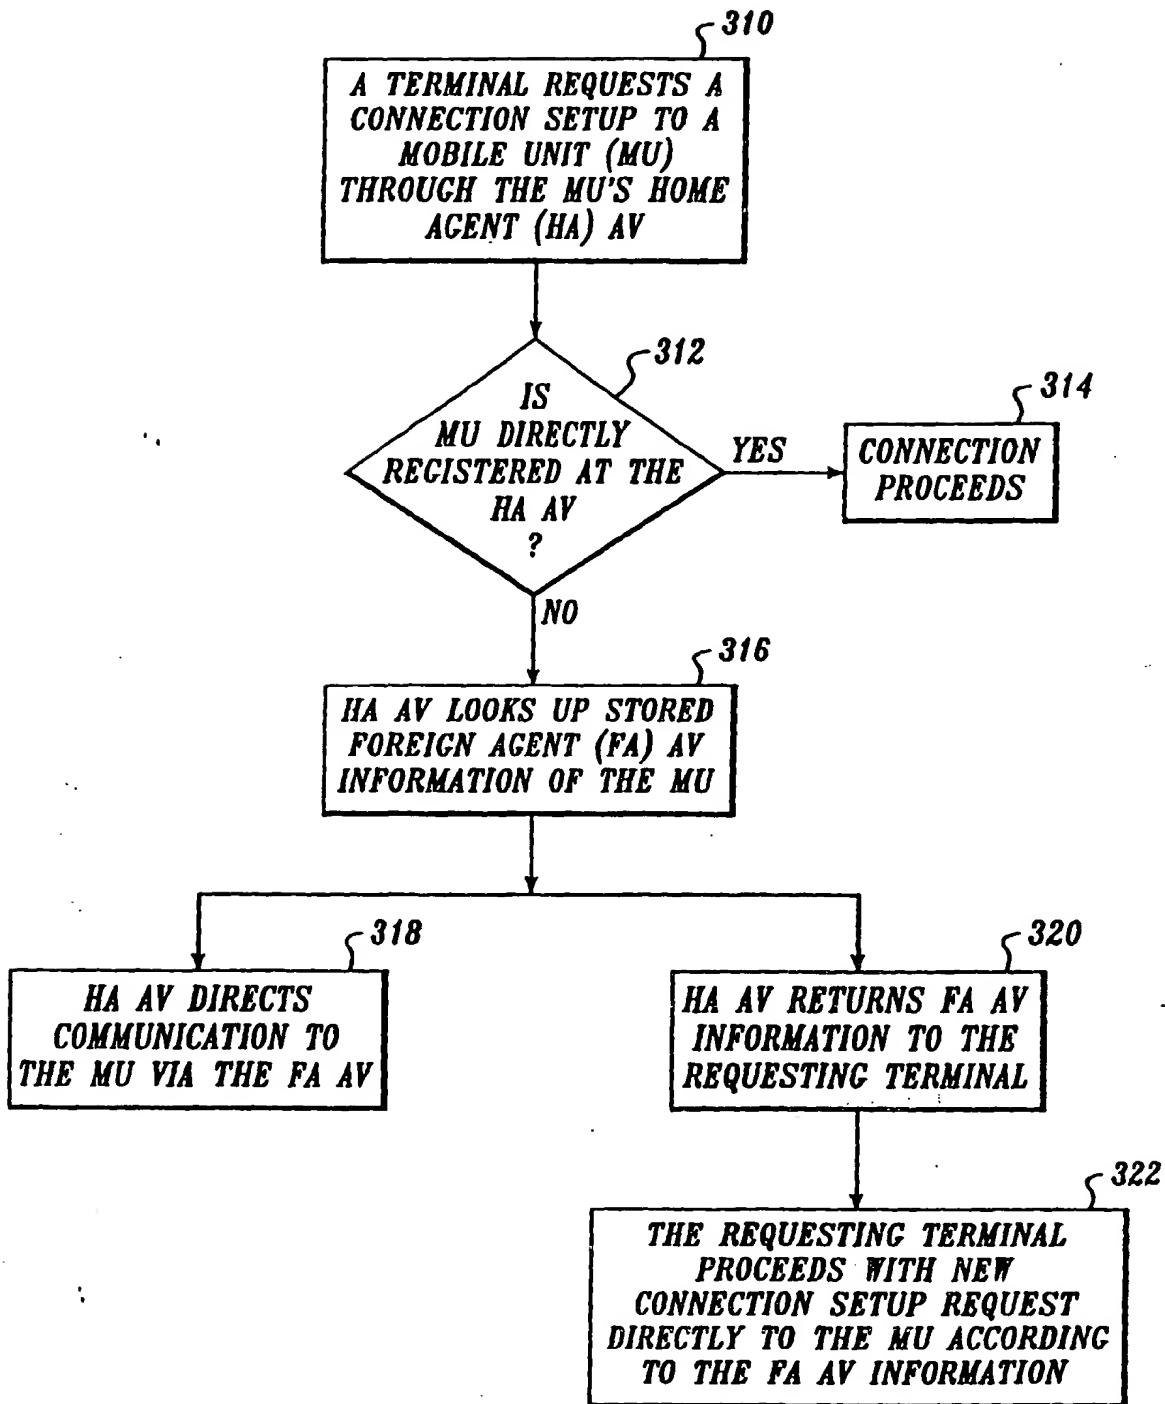 310
A TERMINAL REQUESTS A
CONNECTION SETUP TO A
MOBILE UNIT (MU)
THROUGH THE MU'S HOME
AGENT (HA) AV
312
IS
MU DIRECTLY
REGISTERED AT THE
HA AV
?
YES
314
CONNECTION
PROCEEDS
NO
316
HA AV LOOKS UP STORED
FOREIGN AGENT (FA) AV
INFORMATION OF THE MU
318
HA AV DIRECTS
COMMUNICATION TO
THE MU VIA THE FA AV
320
HA AV RETURNS FA AV
INFORMATION TO THE
REQUESTING TERMINAL
322
THE REQUESTING TERMINAL
PROCEEDS WITH NEW
CONNECTION SETUP REQUEST
DIRECTLY TO THE MU ACCORDING
TO THE FA AV INFORMATION